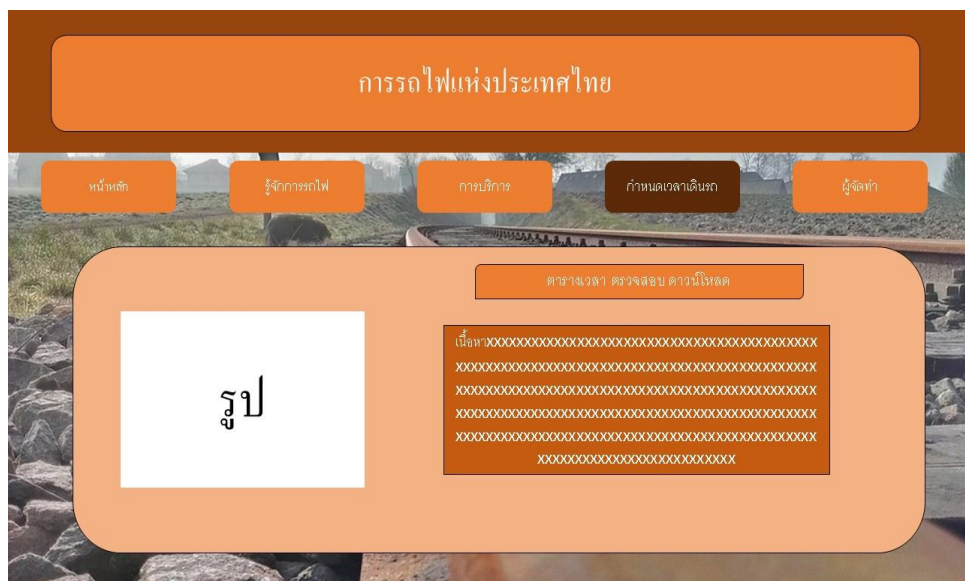 การรถไฟแห่งประเทศไทย
หน้าหลัก
รู้จักการรถไฟ
การบริการ
กำหนดเวลาเดินรถ
ผู้จัดทำ
ตารางเวลา ตรวจสอบ ดาวน์โหลด
รูป
เนื้อหาXXXXXXXXXXXXXXXXXXXXXXXXXXXXXXXXXXXXXXXXXXXX
XXXXXXXXXXXXXXXXXXXXXXXXXXXXXXXXXXXXXXXXXXXXXXXX
XXXXXXXXXXXXXXXXXXXXXXXXXXXXXXXXXXXXXXXXXXXXXXXX
XXXXXXXXXXXXXXXXXXXXXXXXXXXXXXXXXXXXXXXXXXXXXXXX
XXXXXXXXXXXXXXXXXXXXXXXXXXXXXXXXXXXXXXXXXXXXXXXX
XXXXXXXXXXXXXXXXXXXXXXXXXX